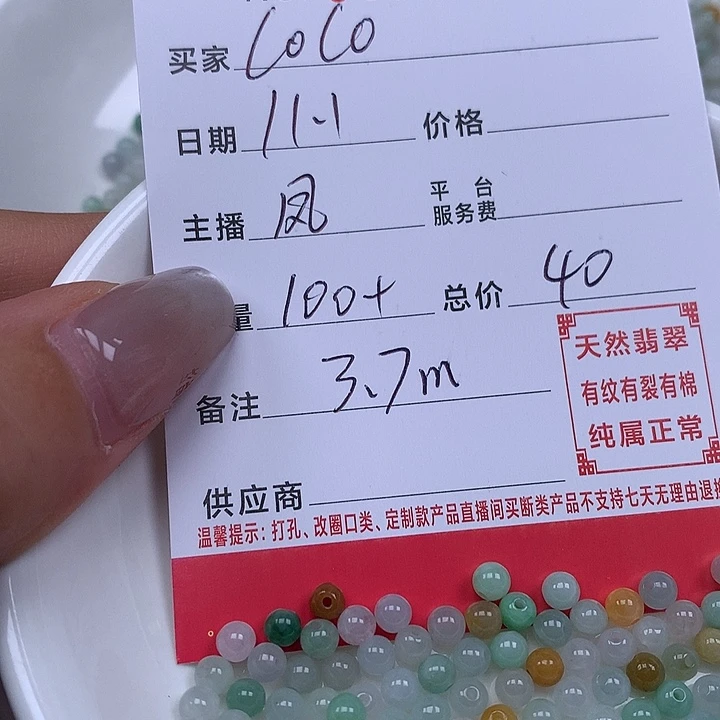 买家 CoCo
日期 11.1 价格
主播 凤 平台服务费
量 100+ 总价 40
天然翡翠
有纹有裂有棉
纯属正常
备注 3.7m
供应商
温馨提示：打孔、改圈口类、定制款产品直播间买断类产品不支持七天无理由退换